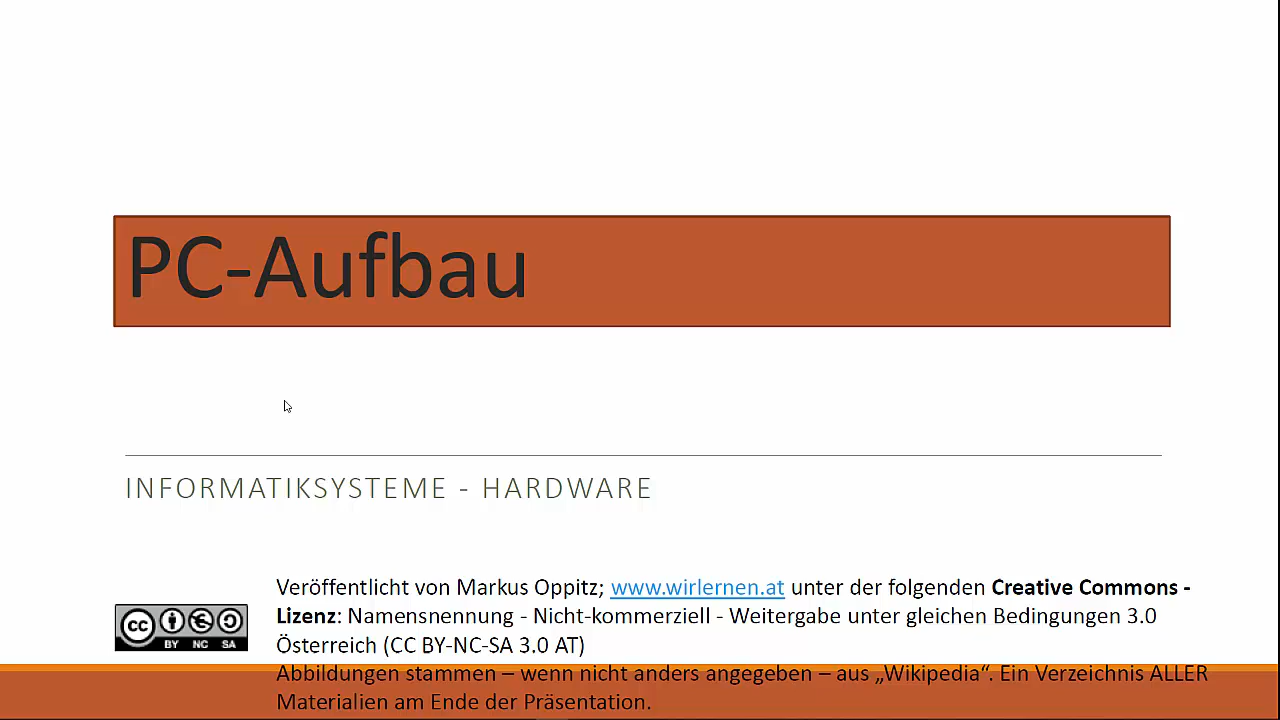 PC-Aufbau
INFORMATIKSYSTEME - HARDWARE
Veröffentlicht von Markus Oppitz; www.wirlernen.at unter der folgenden Creative Commons -
Lizenz: Namensnennung - Nicht-kommerziell - Weitergabe unter gleichen Bedingungen 3.0
Österreich (CC BY-NC-SA 3.0 AT)
Abbildungen stammen – wenn nicht anders angegeben – aus „Wikipedia“. Ein Verzeichnis ALLER
Materialien am Ende der Präsentation.
cc
BY NC SA